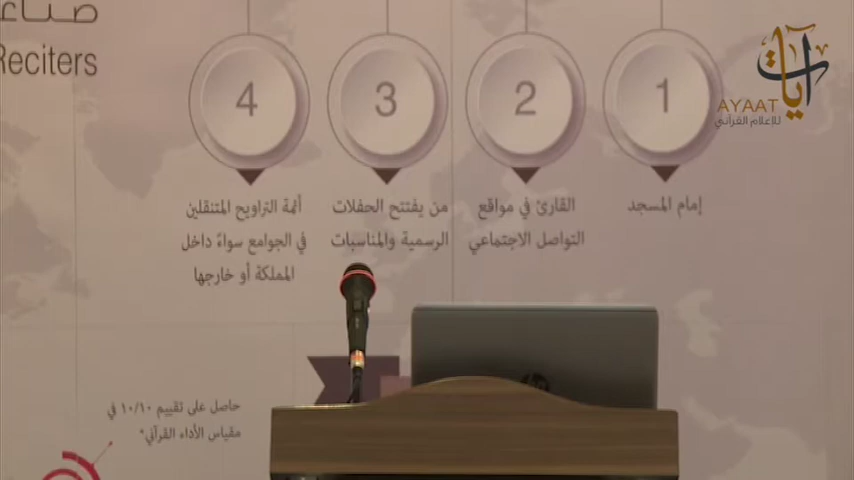 صناع
Reciters
آيات
AYAAT
للإعلام القرآني
1
إمام المسجد
2
القارئ في مواقع
التواصل الاجتماعي
3
من يفتتح الحفلات
الرسمية والمناسبات
4
أئمة التراويح المتنقلين
في الجوامع سواءً داخل
المملكة أو خارجها
حاصل على تقييم ١٠/١٠ في
مقياس الأداء القرآني*